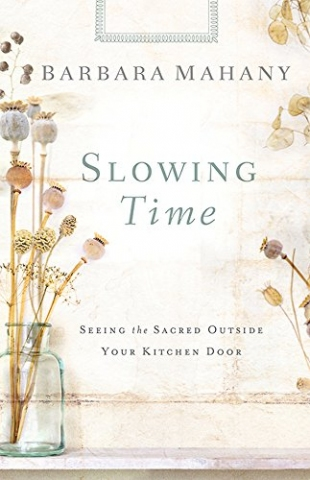 BARBARA MAHANY
SLOWING
Time
SEEING the SACRED OUTSIDE
YOUR KITCHEN DOOR